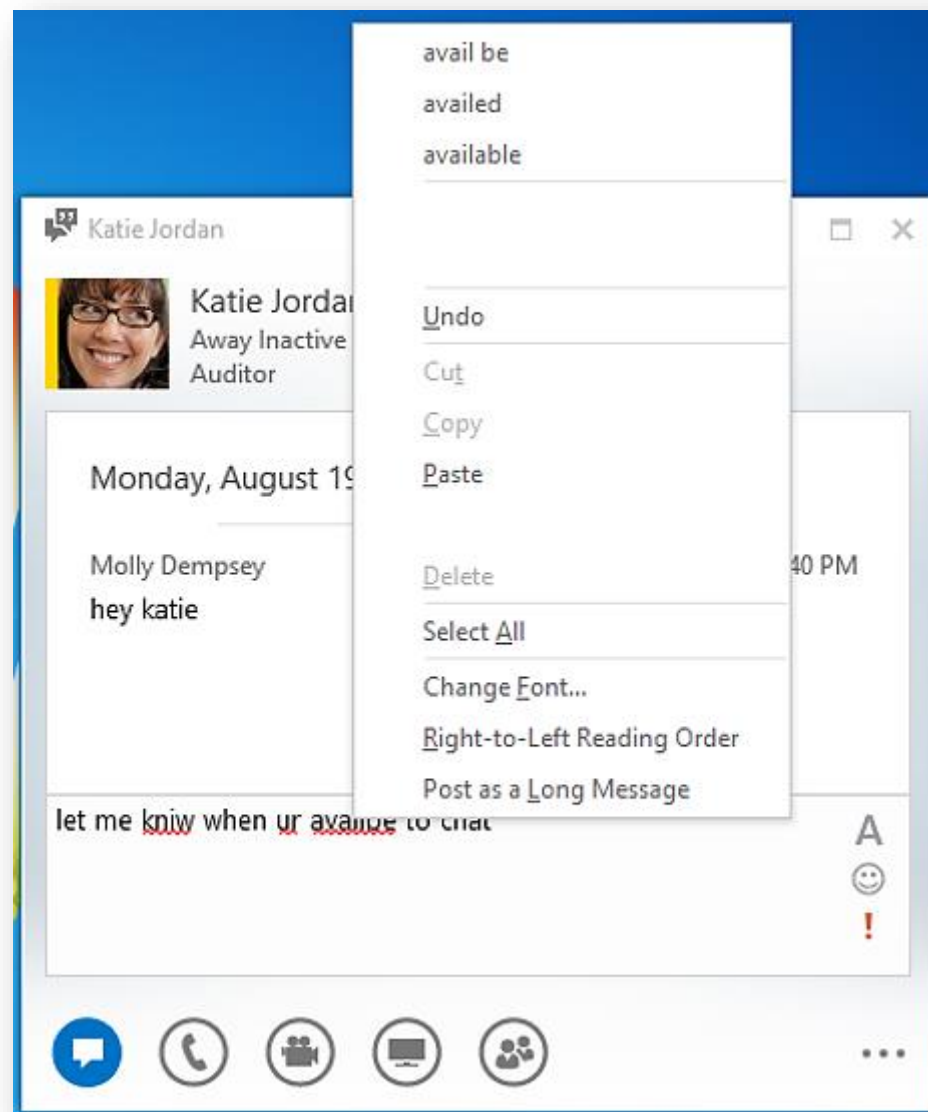 avail be
availed
available
Undo
Cut
Copy
Paste
Delete
Select All
Change Font...
Right-to-Left Reading Order
Post as a Long Message
Katie Jordan
Katie Jordan
Away Inactive
Auditor
Monday, August 19
Molly Dempsey 40 PM
hey katie
let me kniw when ur to chat
A
!